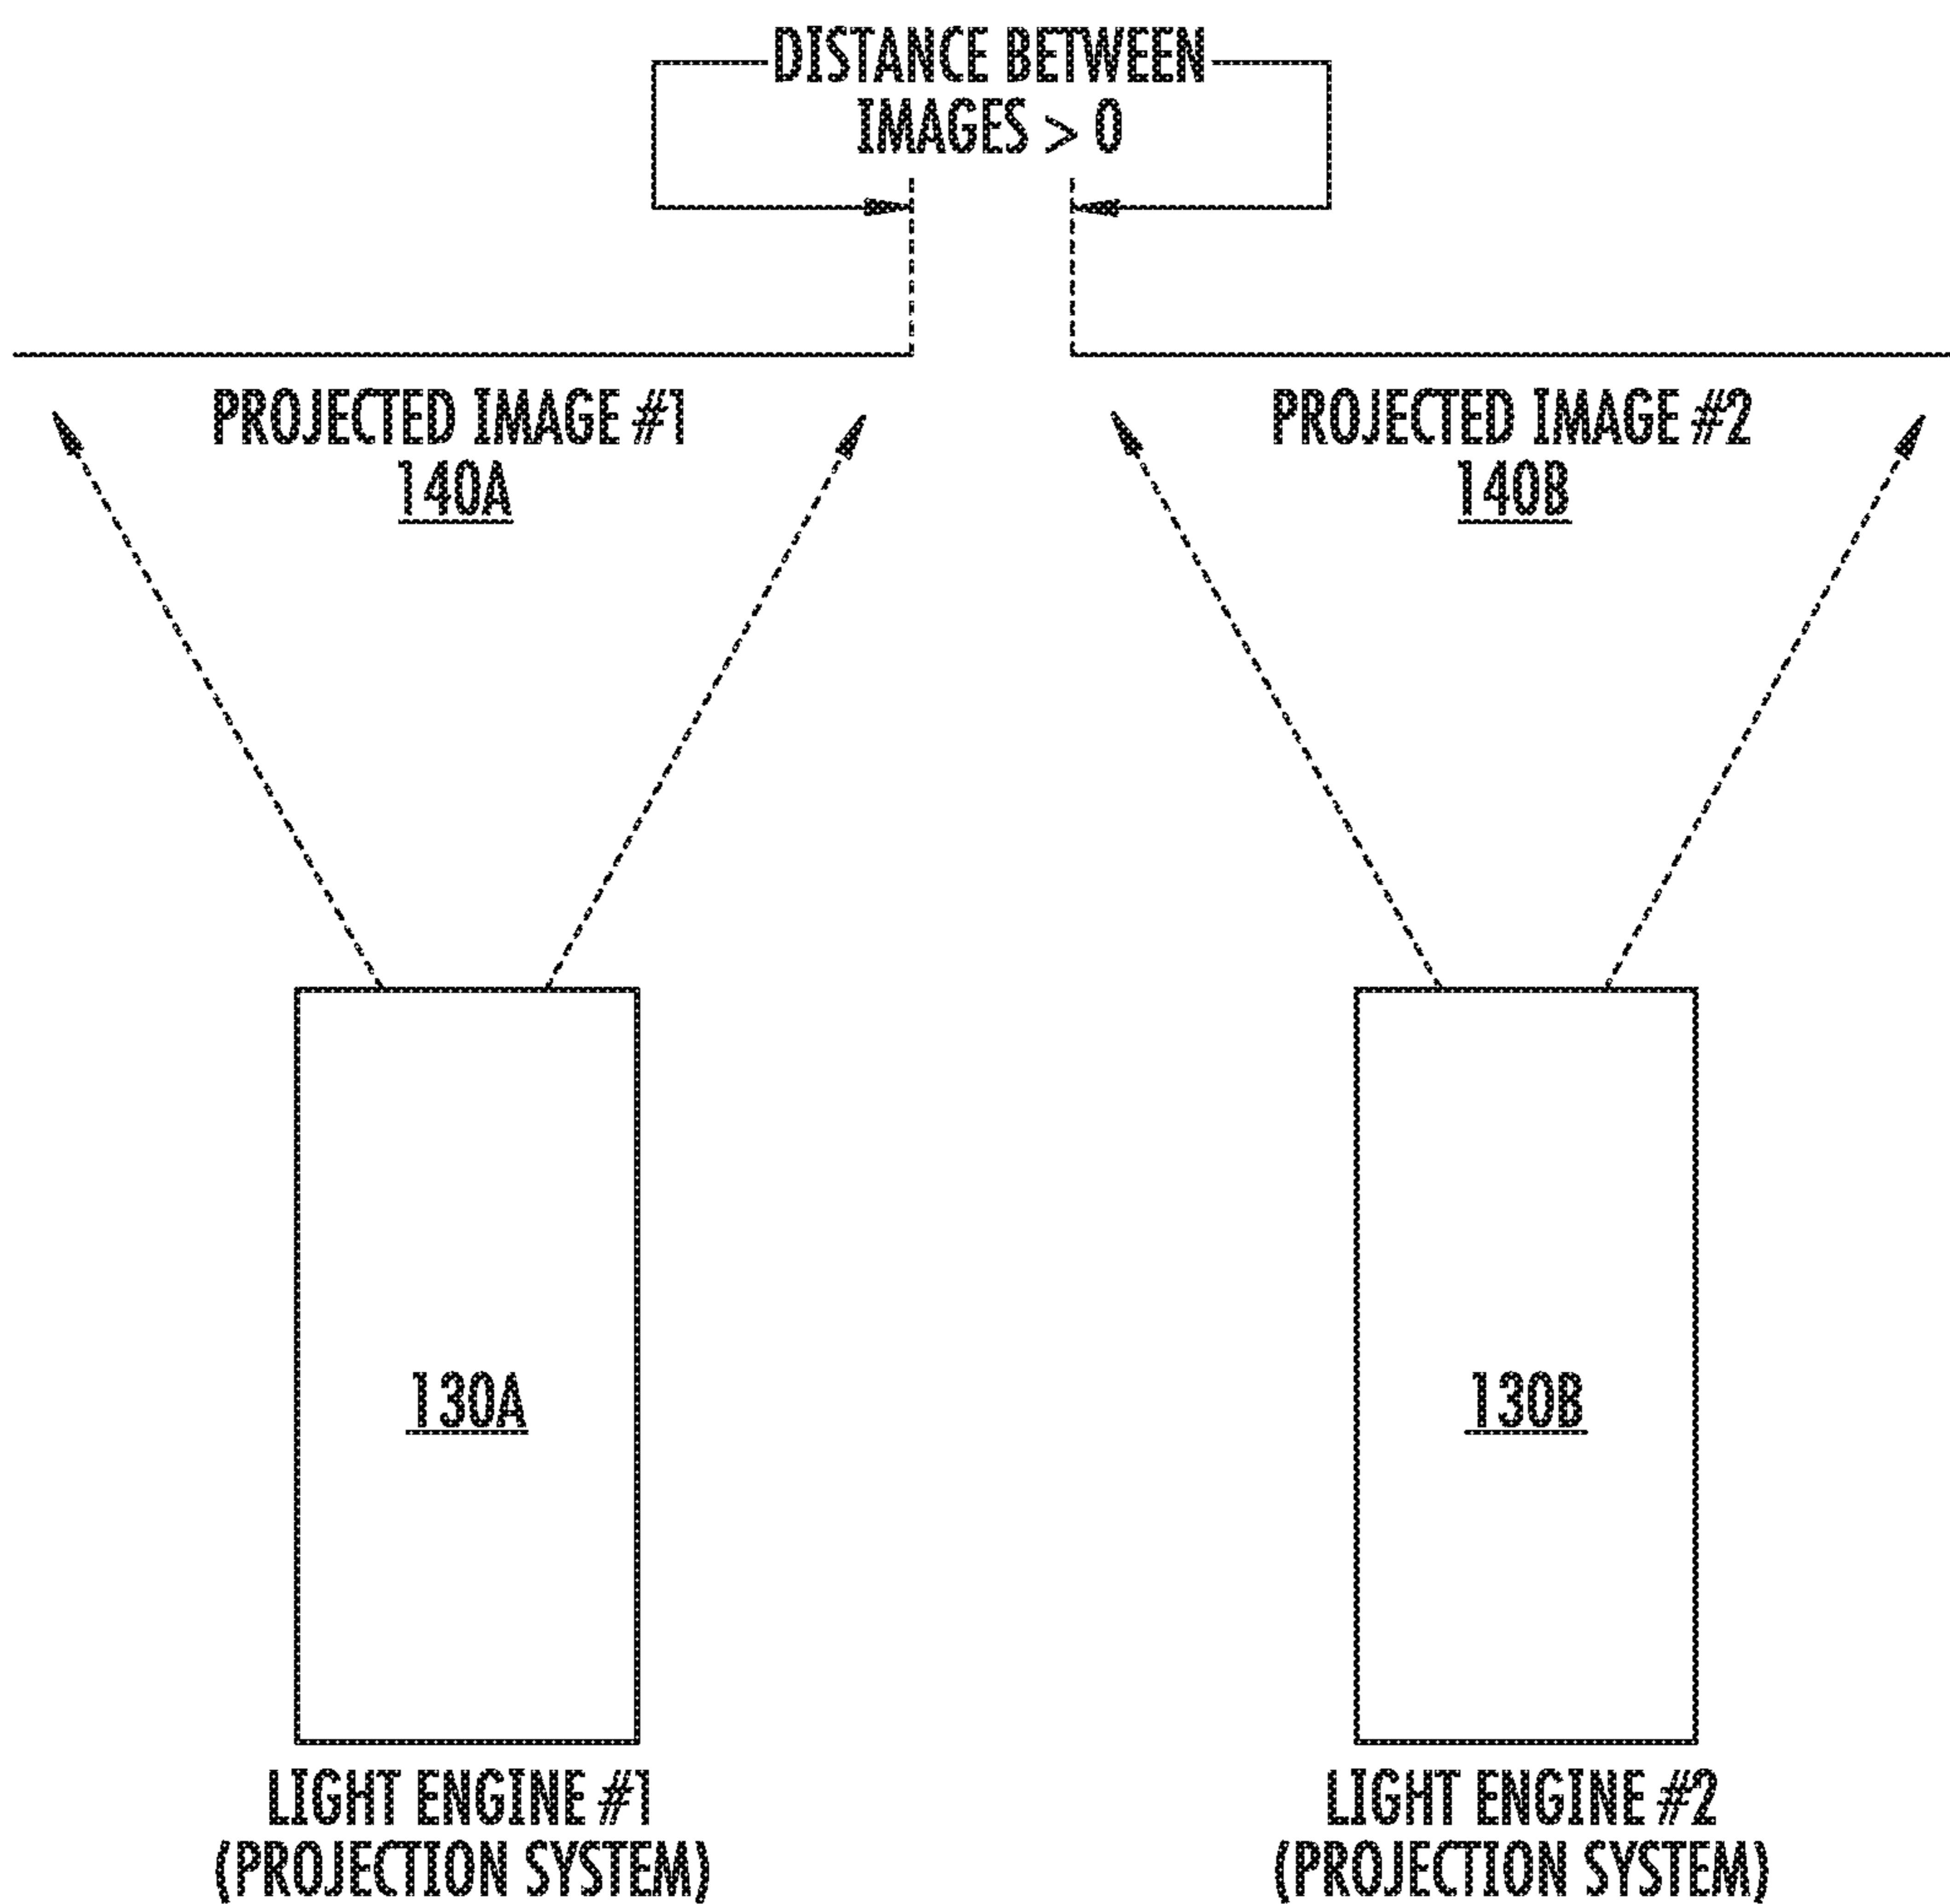 DISTANCE BETWEEN
IMAGES > 0
PROJECTED IMAGE #1
140A
PROJECTED IMAGE #2
140B
130A
130B
LIGHT ENGINE #1
(PROJECTION SYSTEM)
LIGHT ENGINE #2
(PROJECTION SYSTEM)